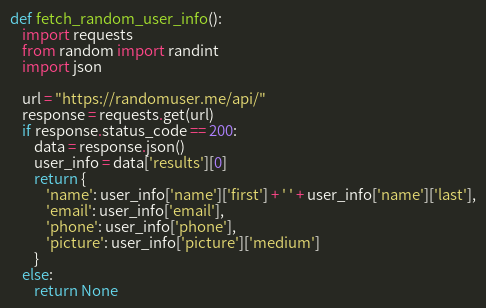 def fetch_random_user_info():
    import requests
    from random import randint
    import json

    url = "https://randomuser.me/api/"
    response = requests.get(url)
    if response.status_code == 200:
        data = response.json()
        user_info = data['results'][0]
        return {
            'name': user_info['name']['first'] + ' ' + user_info['name']['last'],
            'email': user_info['email'],
            'phone': user_info['phone'],
            'picture': user_info['picture']['medium']
        }
    else:
        return None